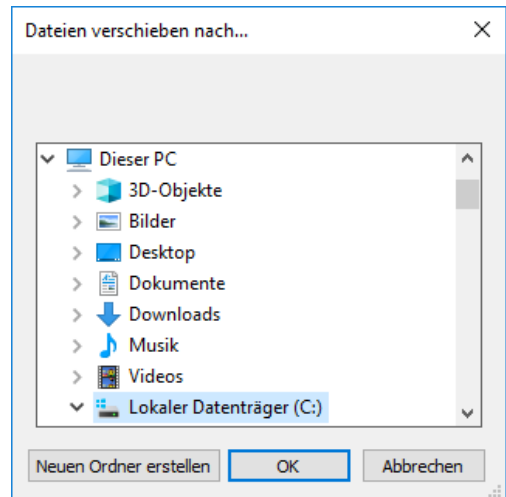 Dateien verschieben nach...
Dieser PC
3D-Objekte
Bilder
Desktop
Dokumente
Downloads
Musik
Videos
Lokaler Datenträger (C:)
Neuen Ordner erstellen OK Abbrechen